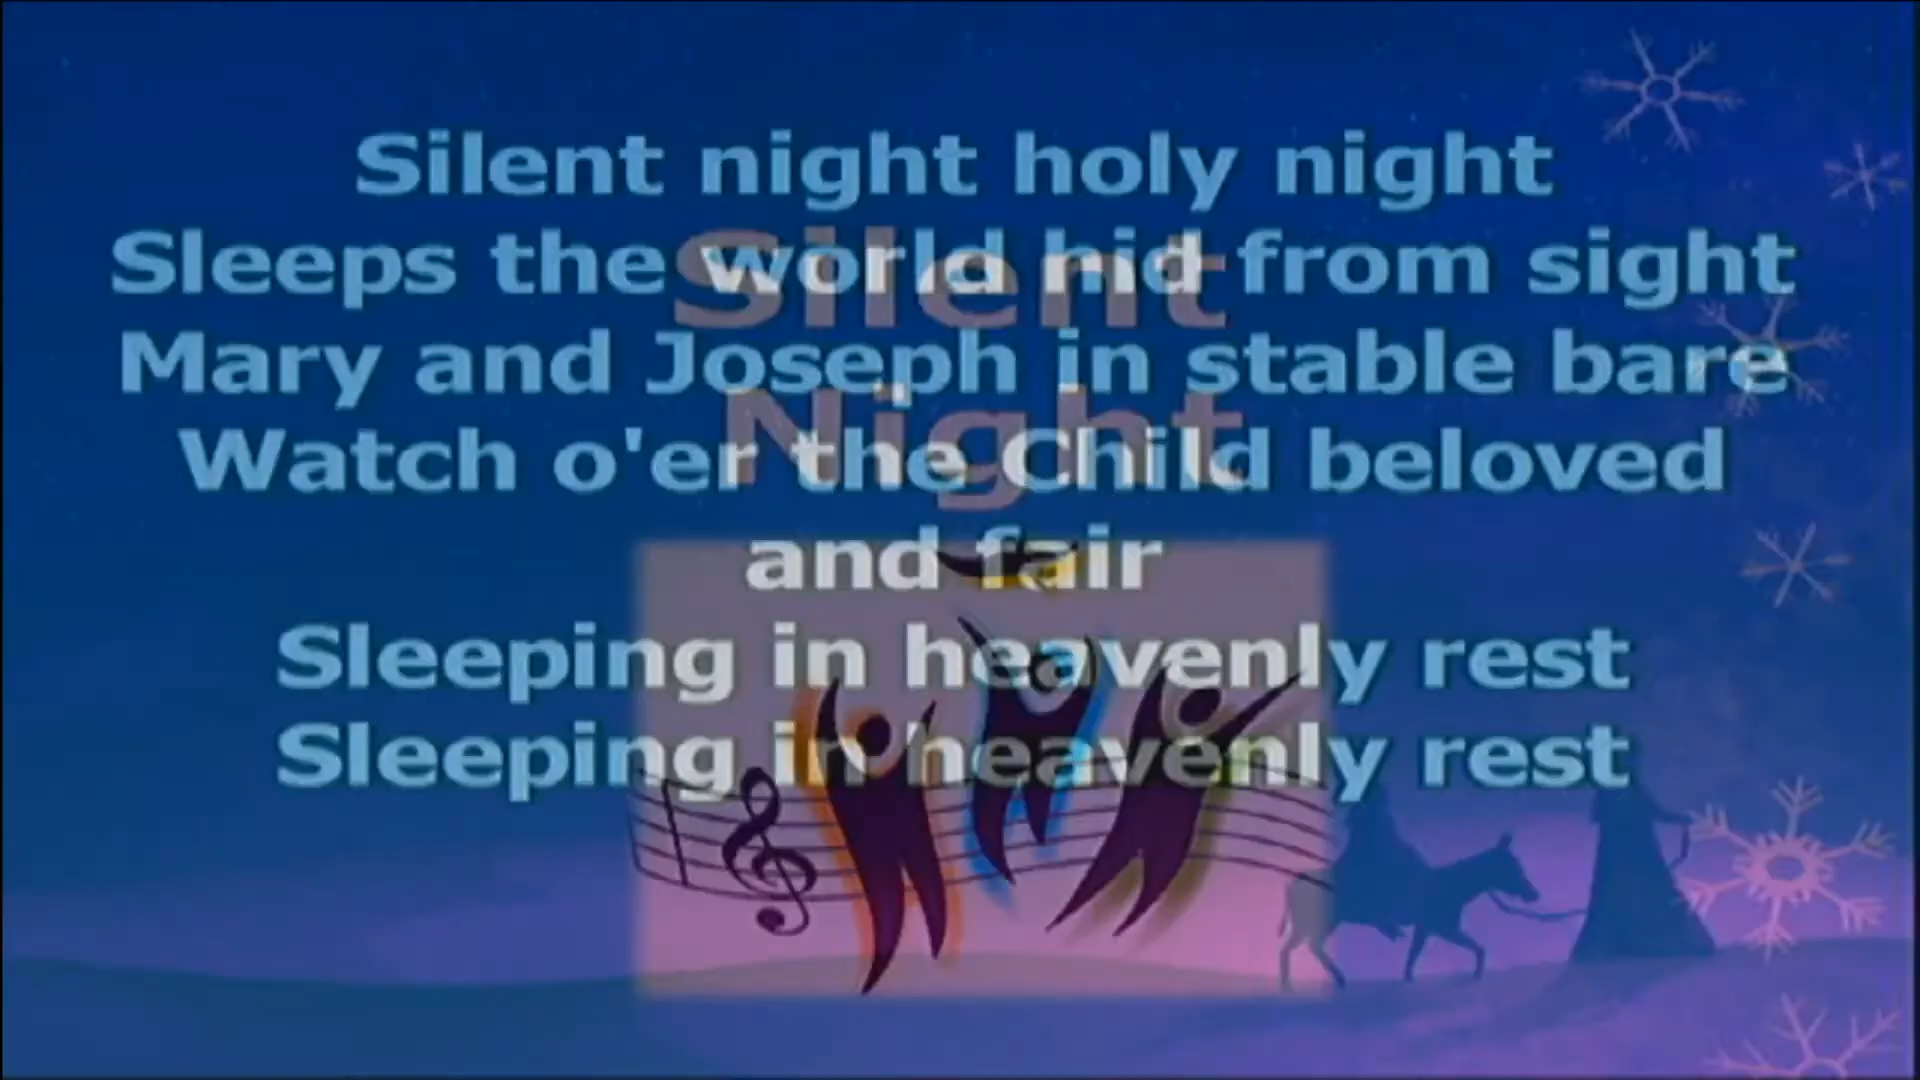 Silent night holy night
Sleeps the world hid from sight
Mary and Joseph in stable bare
Watch o'er the Child beloved
and fair
Sleeping in heavenly rest
Sleeping in heavenly rest
Silent
Night